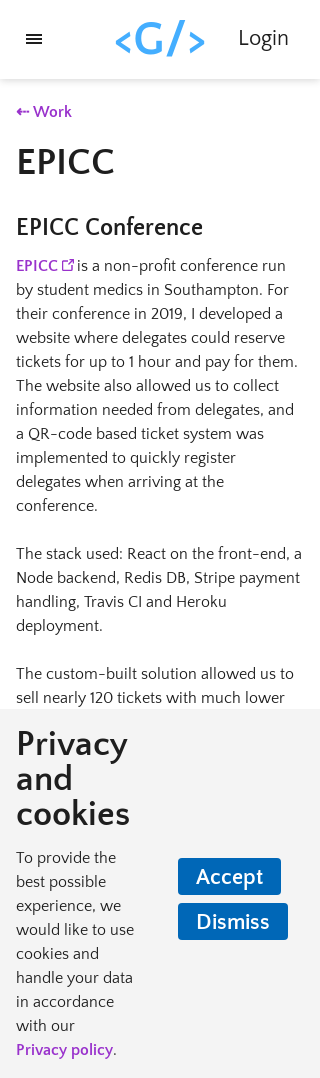 <G/>
Login
⇠ Work
EPICC
EPICC Conference
EPICC is a non-profit conference run
by student medics in Southampton. For
their conference in 2019, I developed a
website where delegates could reserve
tickets for up to 1 hour and pay for them.
The website also allowed us to collect
information needed from delegates, and
a QR-code based ticket system was
implemented to quickly register
delegates when arriving at the
conference.
The stack used: React on the front-end, a
Node backend, Redis DB, Stripe payment
handling, Travis CI and Heroku
deployment.
The custom-built solution allowed us to
sell nearly 120 tickets with much lower
Privacy
and
cookies
To provide the
best possible
experience, we
would like to use
cookies and
handle your data
in accordance
with our
Privacy policy.
Accept
Dismiss